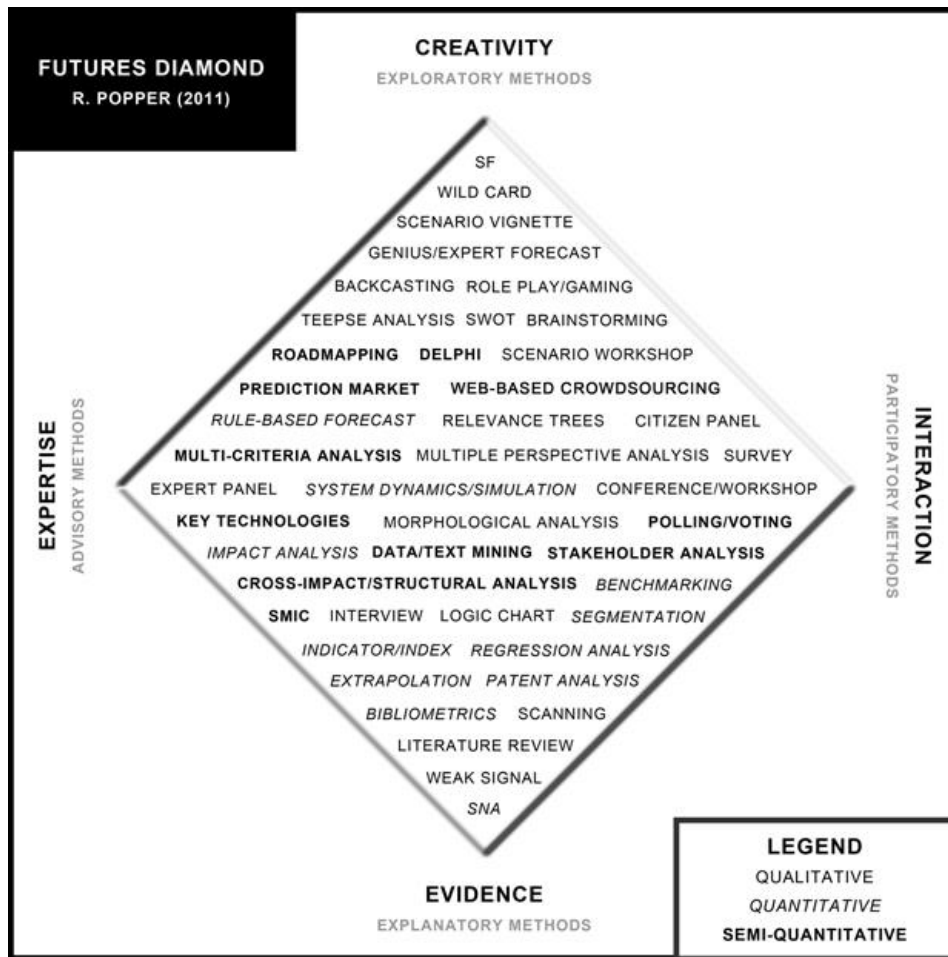 FUTURES DIAMOND
R. POPPER (2011)
CREATIVITY
EXPLORATORY METHODS
SF
WILD CARD
SCENARIO VIGNETTE
GENIUS/EXPERT FORECAST
BACKCASTING ROLE PLAY/GAMING
TEEPSE ANALYSIS SWOT BRAINSTORMING
ROADMAPPING DELPHI SCENARIO WORKSHOP
PREDICTION MARKET WEB-BASED CROWDSOURCING
RULE-BASED FORECAST RELEVANCE TREES CITIZEN PANEL
MULTI-CRITERIA ANALYSIS MULTIPLE PERSPECTIVE ANALYSIS SURVEY
EXPERT PANEL SYSTEM DYNAMICS/SIMULATION CONFERENCE/WORKSHOP
KEY TECHNOLOGIES MORPHOLOGICAL ANALYSIS POLLING/VOTING
IMPACT ANALYSIS DATA/TEXT MINING STAKEHOLDER ANALYSIS
CROSS-IMPACT/STRUCTURAL ANALYSIS BENCHMARKING
SMIC INTERVIEW LOGIC CHART SEGMENTATION
INDICATOR/INDEX REGRESSION ANALYSIS
EXTRAPOLATION PATENT ANALYSIS
BIBLIOMETRICS SCANNING
LITERATURE REVIEW
WEAK SIGNAL
SNA
EXPERTISE
ADVISORY METHODS
INTERACTION
PARTICIPATORY METHODS
EVIDENCE
EXPLANATORY METHODS
LEGEND
QUALITATIVE
QUANTITATIVE
SEMI-QUANTITATIVE